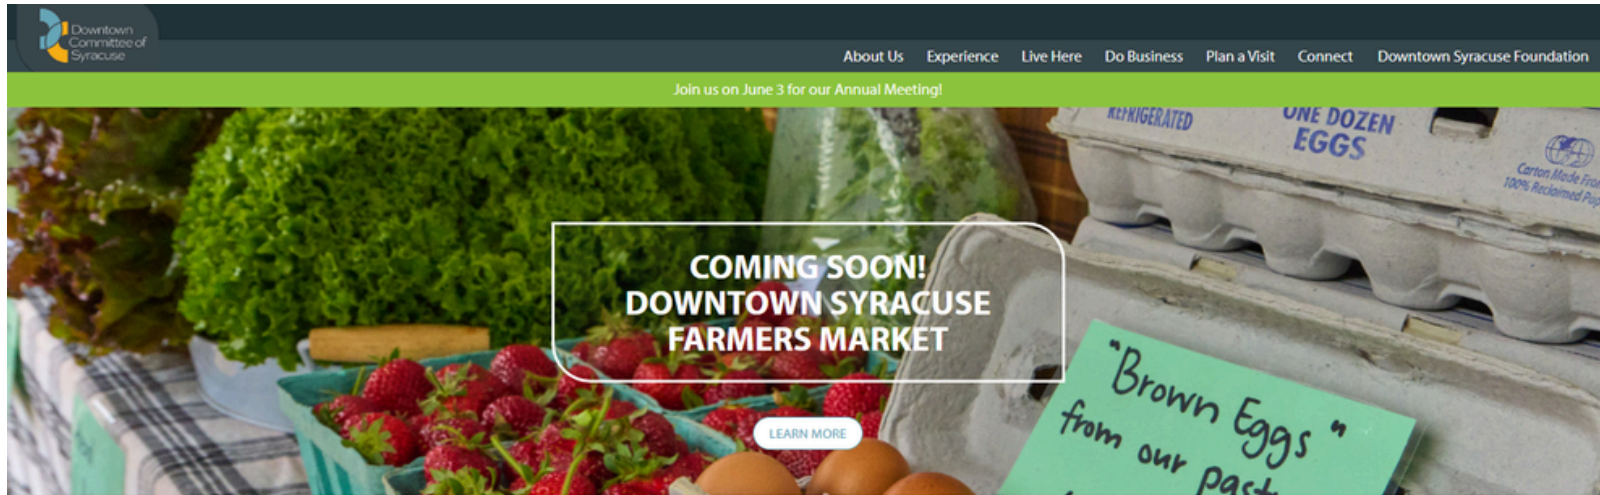 Downtown
Committee of
Syracuse
About Us Experience Live Here Do Business Plan a Visit Connect Downtown Syracuse Foundation
Join us on June 3 for our Annual Meeting!
REFRIGERATED
ONE DOZEN
EGGS
Carton Made
100% Reclaimed
COMING SOON!
DOWNTOWN SYRACUSE
FARMERS MARKET
LEARN MORE
"Brown Eggs"
from our